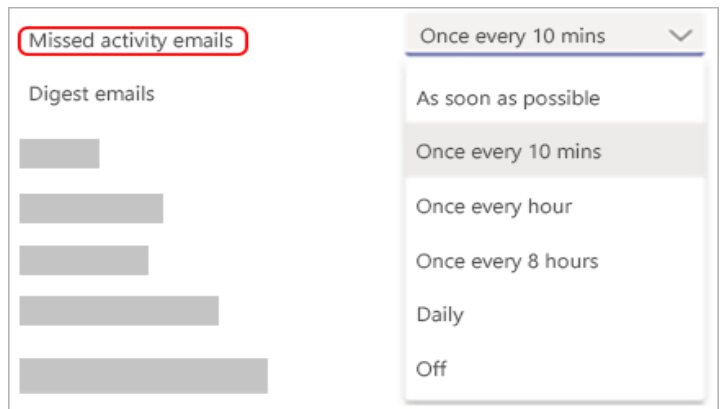 Missed activity emails
Once every 10 mins
Digest emails
As soon as possible
Once every 10 mins
Once every hour
Once every 8 hours
Daily
Off